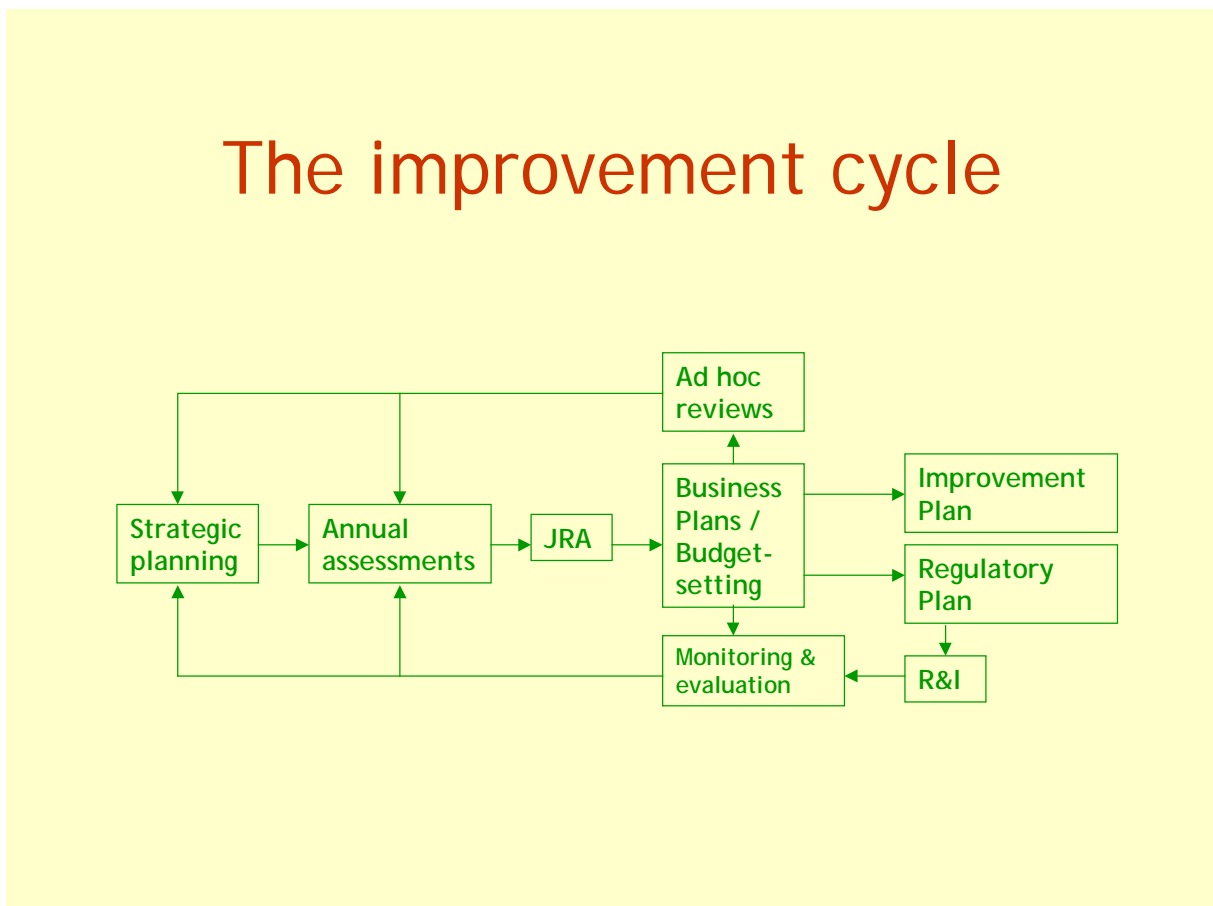 The improvement cycle
Ad hoc
reviews
Strategic
planning
Annual
assessments
JRA
Business
Plans /
Budget-
setting
Improvement
Plan
Regulatory
Plan
Monitoring &
evaluation
R&I